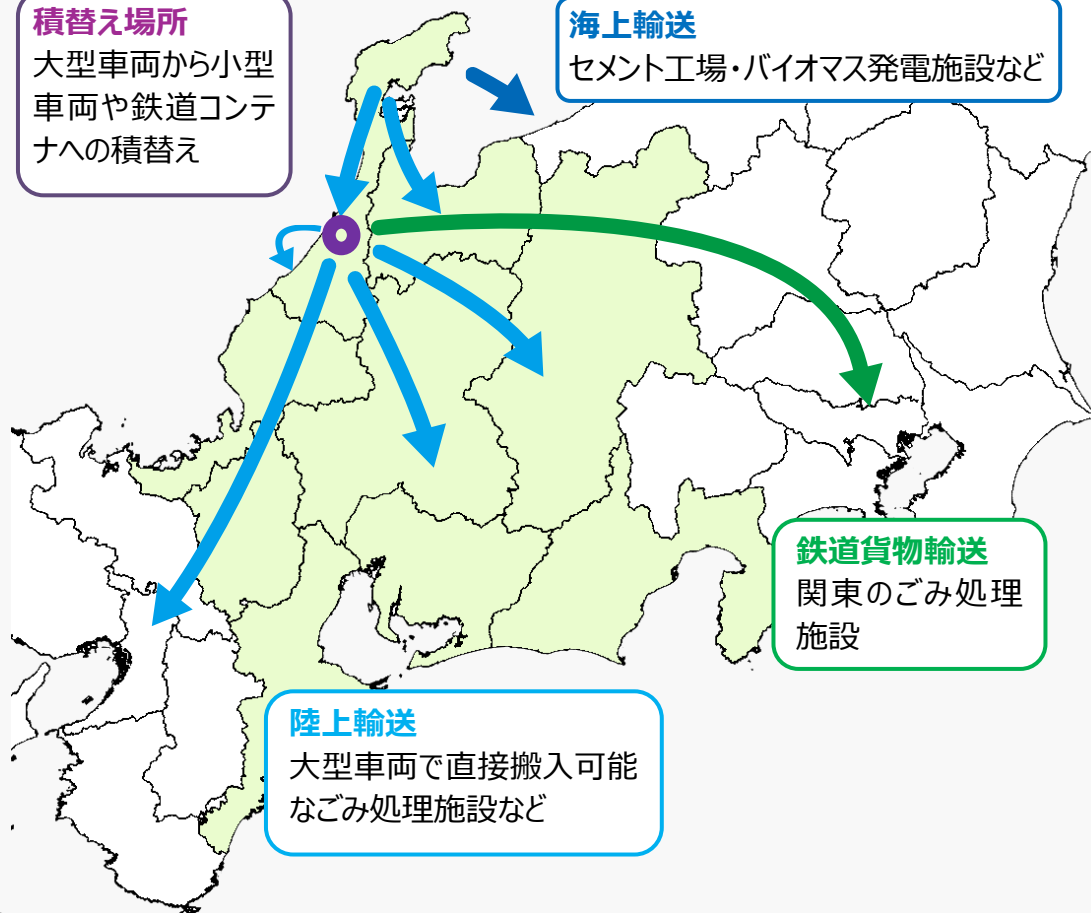 積替え場所
大型車両から小型
車両や鉄道コンテ
ナへの積替え
海上輸送
セメント工場・バイオマス発電施設など
鉄道貨物輸送
関東のごみ処理
施設
陸上輸送
大型車両で直接搬入可能
なごみ処理施設など